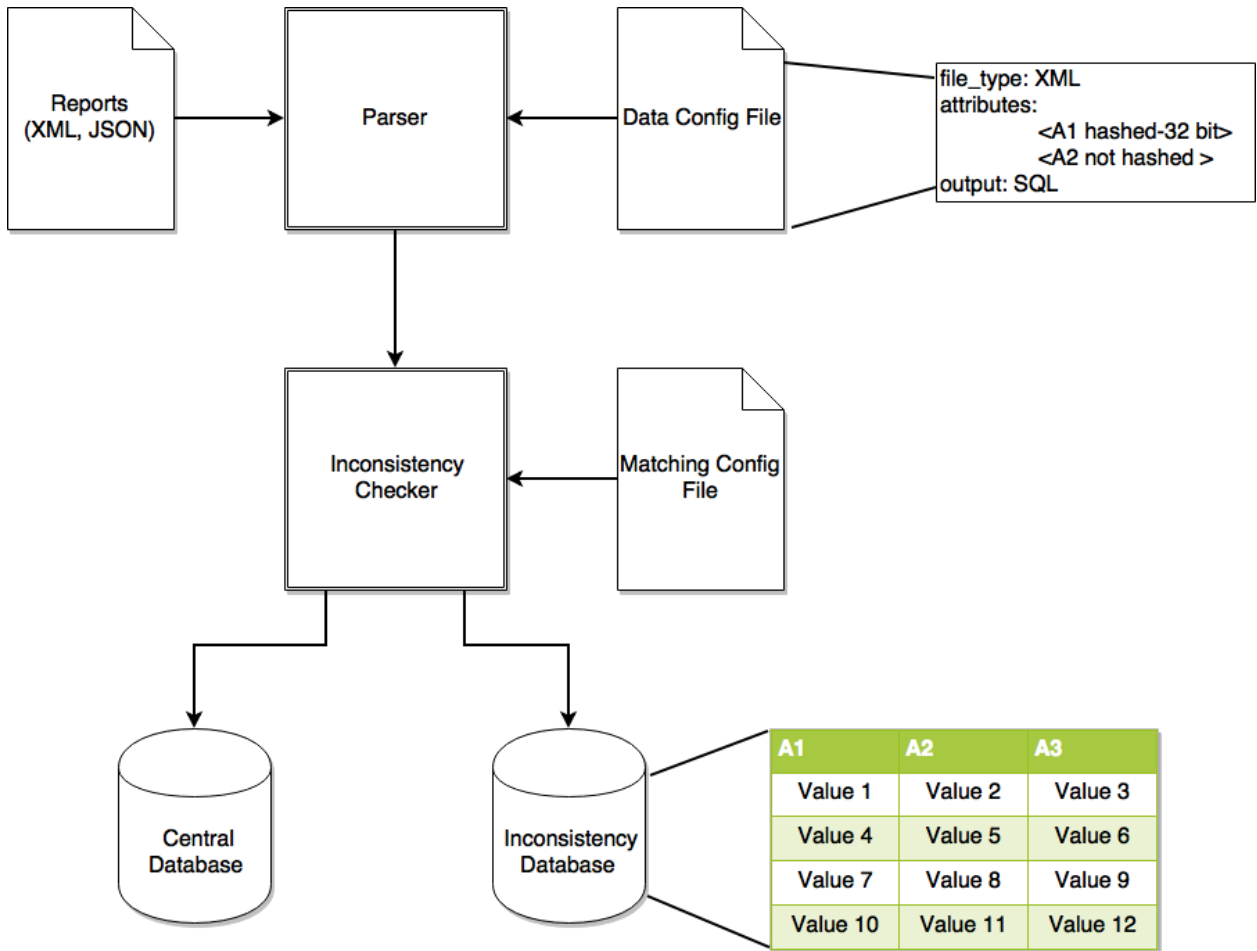 Reports
(XML, JSON)
Parser
Data Config File
file_type: XML
attributes:
<A1 hashed-32 bit>
<A2 not hashed >
output: SQL
Inconsistency
Checker
Matching Config
File
Central
Database
Inconsistency
Database
A1 A2 A3
Value 1 Value 2 Value 3
Value 4 Value 5 Value 6
Value 7 Value 8 Value 9
Value 10 Value 11 Value 12